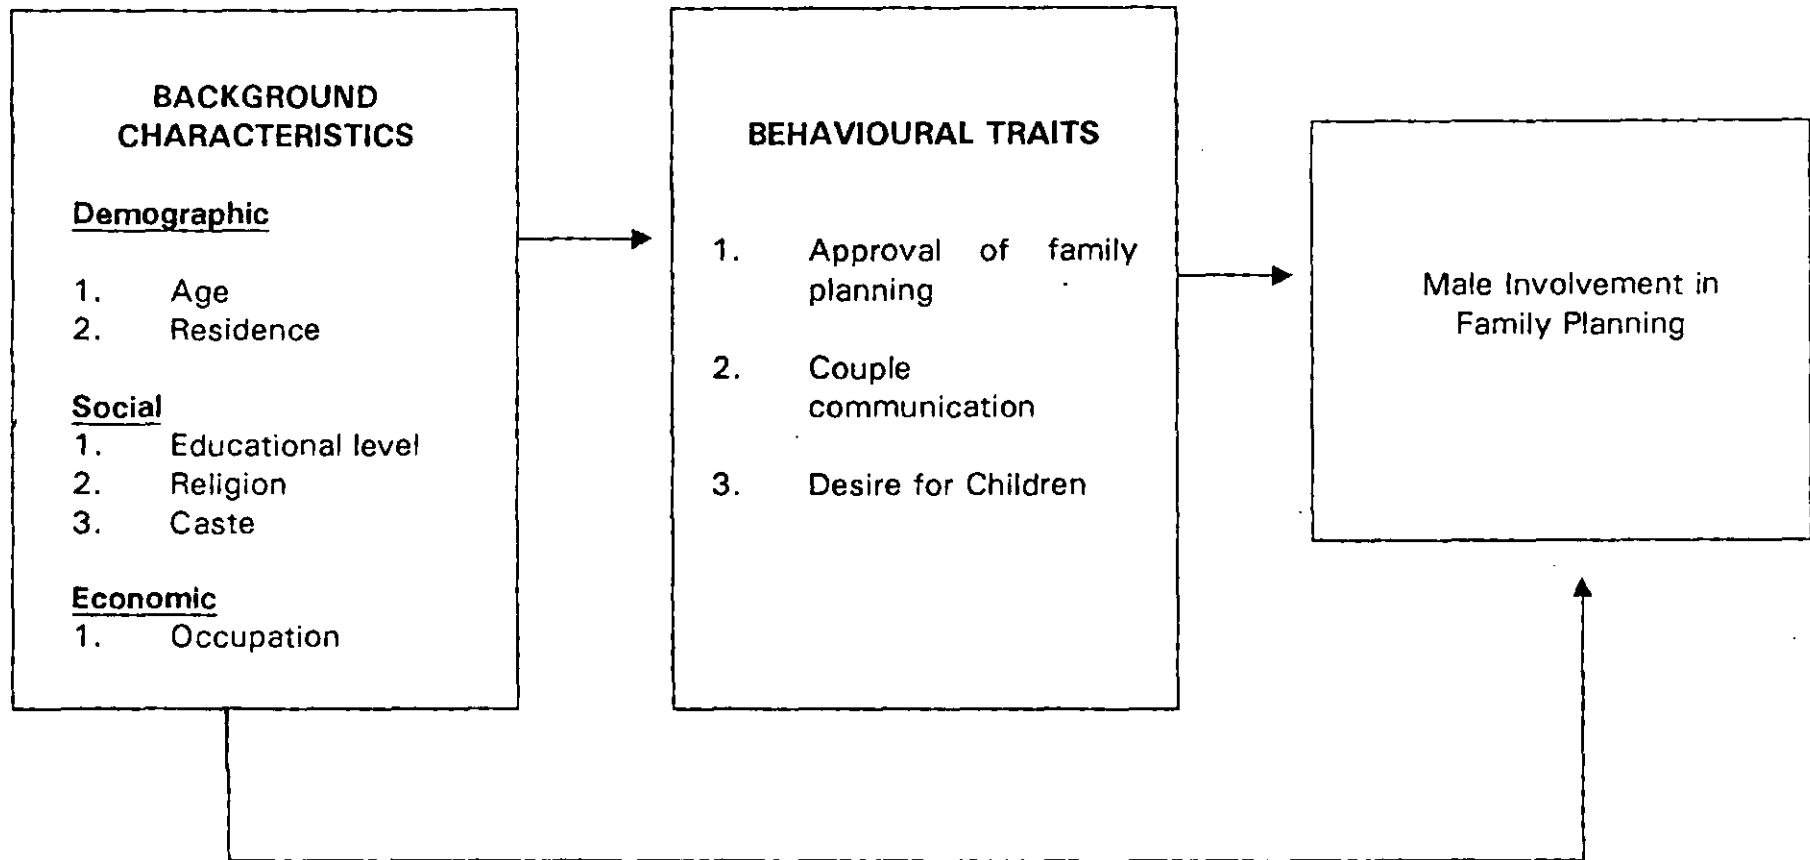 BACKGROUND
CHARACTERISTICS
Demographic
1. Age
2. Residence
Social
1. Educational level
2. Religion
3. Caste
Economic
1. Occupation
BEHAVIOURAL TRAITS
1. Approval of family
planning
2. Couple
communication
3. Desire for Children
Male Involvement in
Family Planning